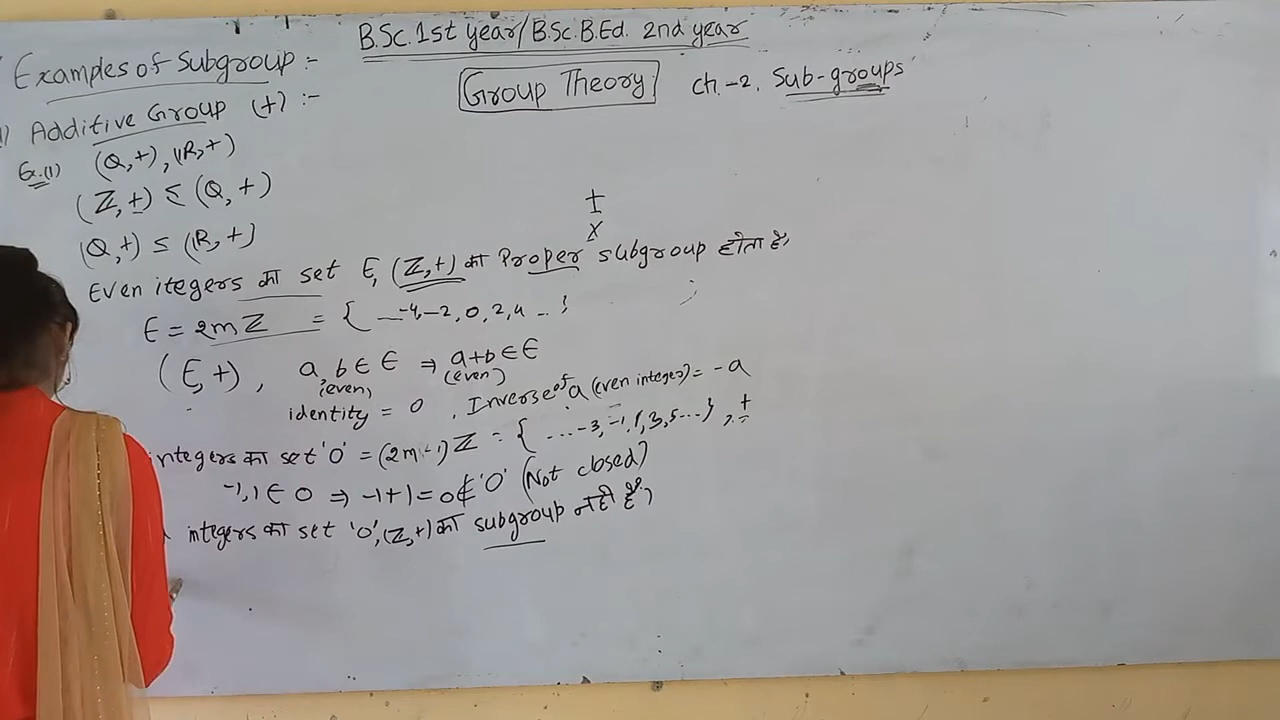 B.Sc. 1st year/B.Sc. B.Ed. 2nd year
Examples of Subgroup :-
Group Theory ch.-2. Sub-groups
1) Additive Group (+) :-
Ex.(1) (Q,+), (R,+)
(Z,+) ≤ (Q,+)
(Q,+) ≤ (R,+)
+
x
Even itegers का set E, (Z,+) का Proper subgroup होता है,
E = 2mZ = { ... -4, -2, 0, 2, 4 .. }
(E,+), a, b ∈ E ⇒ a+b ∈ E
(even) (even)
identity = 0 , Inverse of a (even integer) = -a
integers का set 'O' = (2m-1)Z = { ... -3, -1, 1, 3, 5 ... } , +
-1, 1 ∈ O ⇒ -1+1 = 0 ∉ 'O' (Not closed)
integers का set 'O', (Z,+) का subgroup नहीं है,